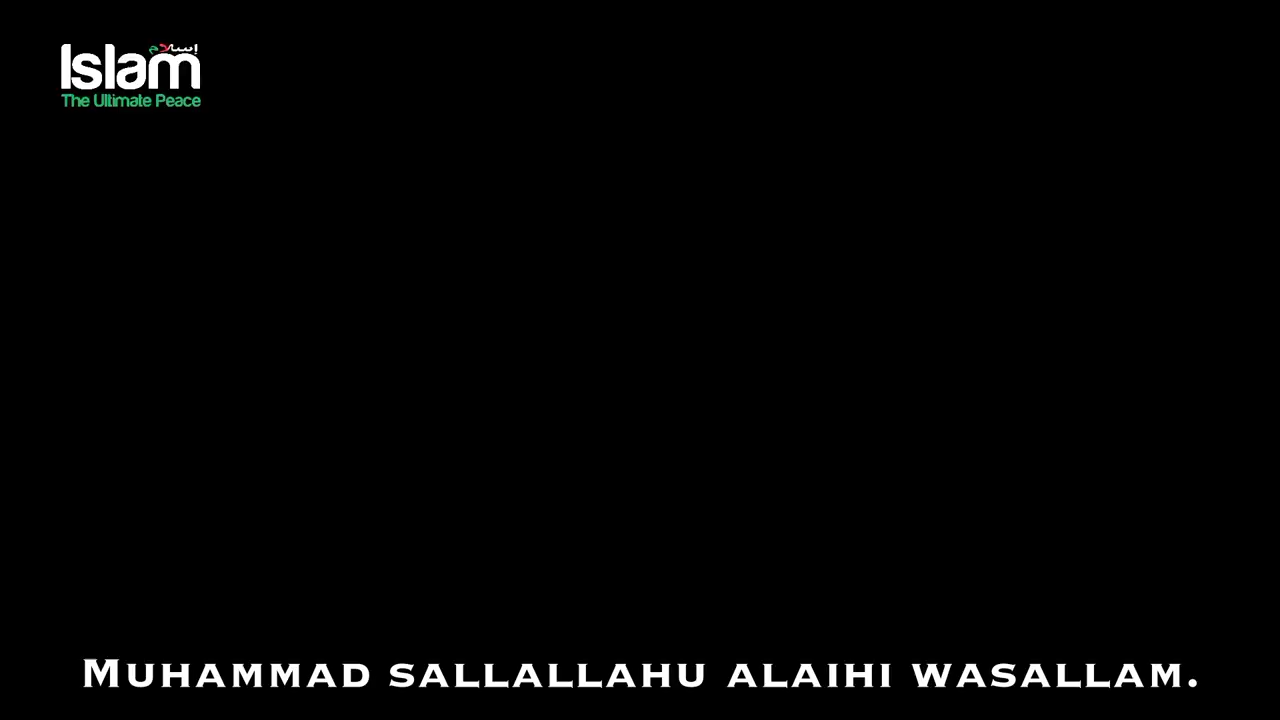 إسلام
Islam
The Ultimate Peace
MUHAMMAD SALLALLAHU ALAIHI WASALLAM.